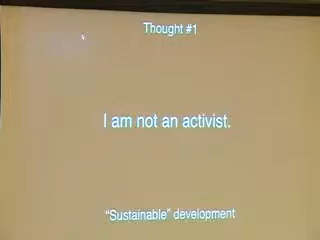 Thought #1
I am not an activist.
"Sustainable" development